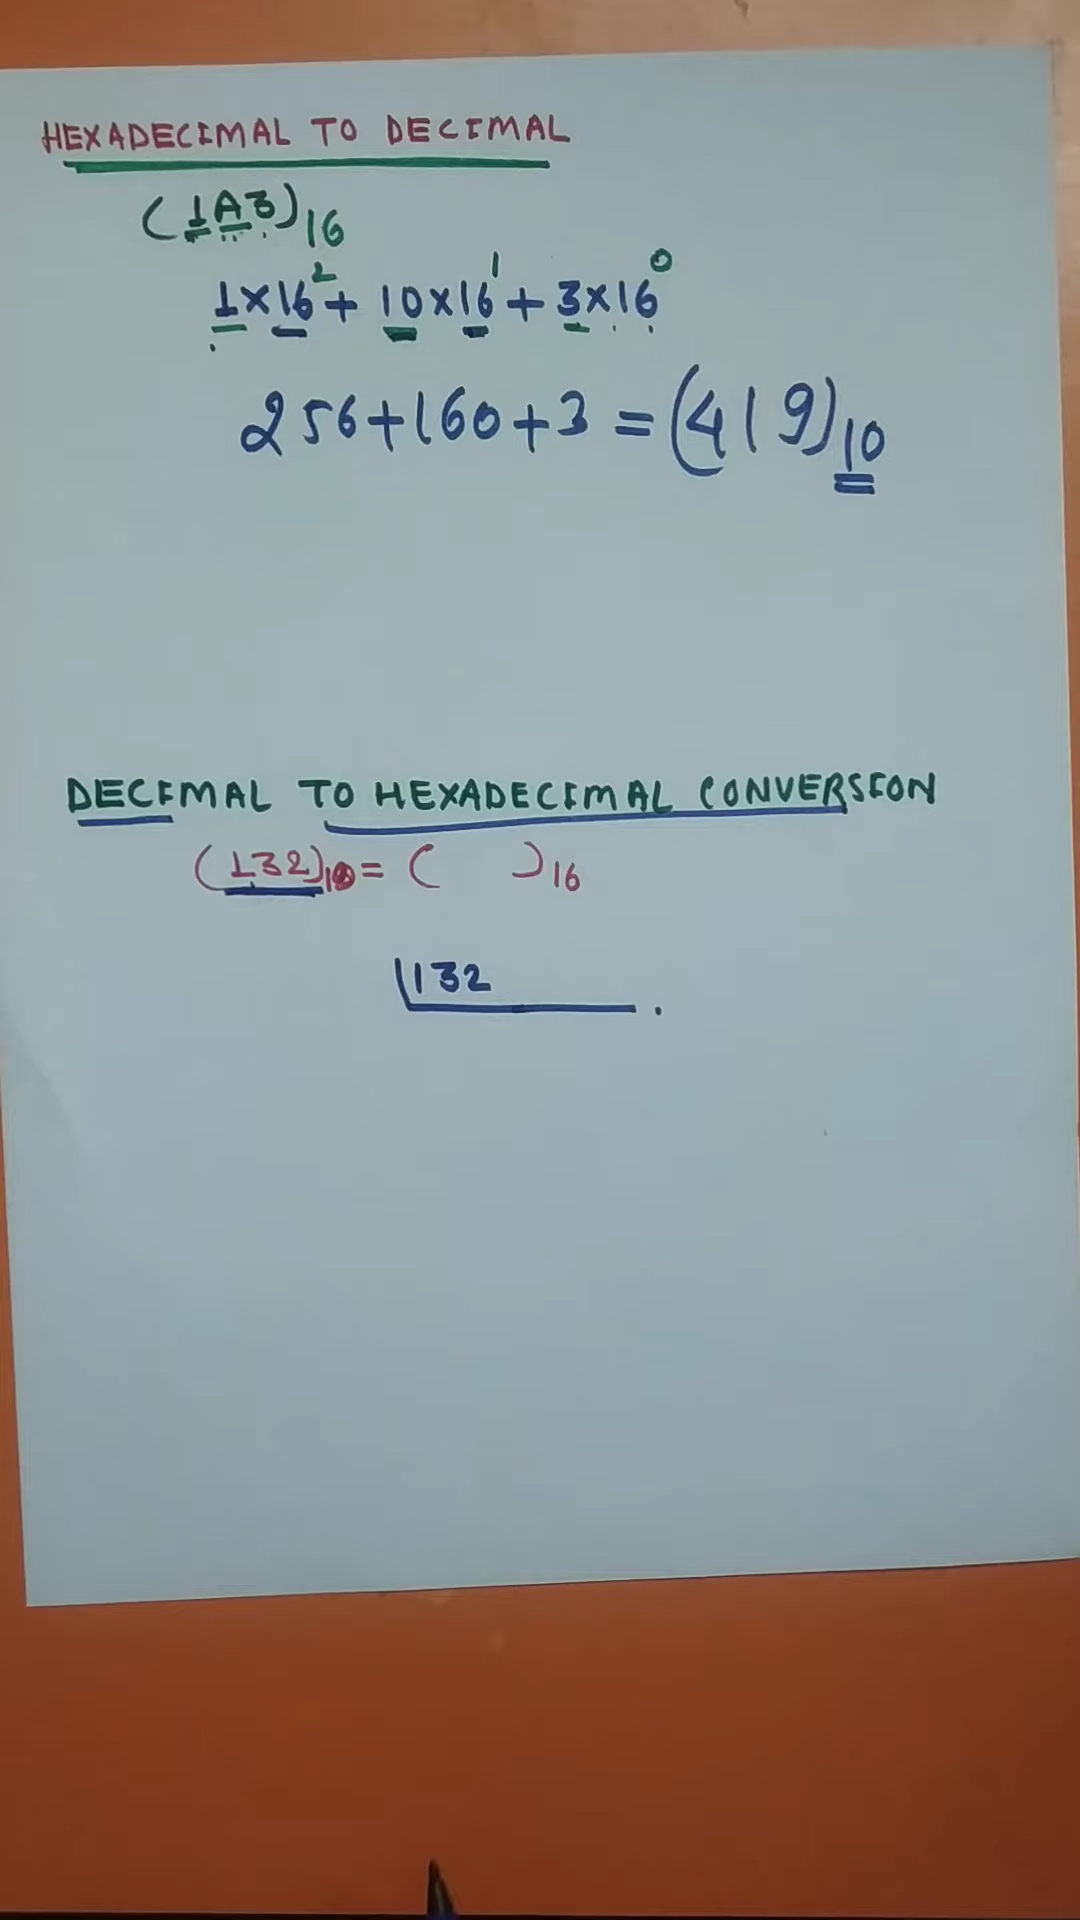 HEXADECIMAL TO DECIMAL
(1A3)₁₆
1×16²+ 10×16¹+ 3×16⁰
256+160+3 = (419)₁₀
DECIMAL TO HEXADECIMAL CONVERSION
(132)₁₀ = ( )₁₆
132